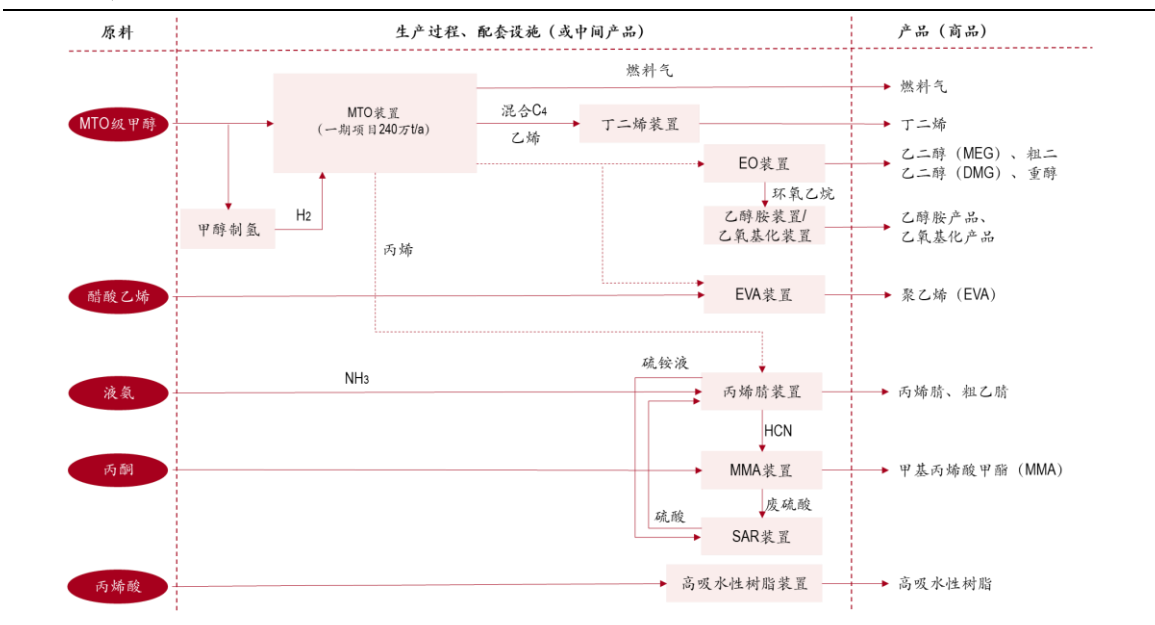 原料
生产过程、配套设施（或中间产品）
产品（商品）
燃料气
燃料气
MTO级甲醇
MTO装置
（一期项目240万t/a）
混合C4
乙烯
丁二烯装置
丁二烯
EO装置
乙二醇（MEG）、粗二
乙二醇（DMG）、重醇
环氧乙烷
甲醇制氢
H2
乙醇胺装置/
乙氧基化装置
乙醇胺产品、
乙氧基化产品
丙烯
醋酸乙烯
EVA装置
聚乙烯（EVA）
硫铵液
液氨
NH3
丙烯腈装置
丙烯腈、粗乙腈
HCN
丙酮
MMA装置
甲基丙烯酸甲酯（MMA）
废硫酸
硫酸
SAR装置
丙烯酸
高吸水性树脂装置
高吸水性树脂